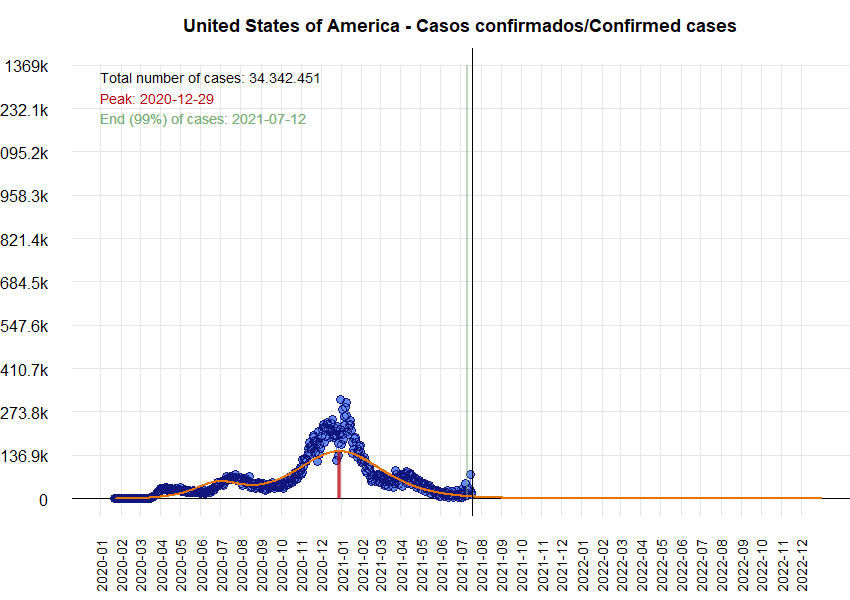 United States of America - Casos confirmados/Confirmed cases
1369k
Total number of cases: 34.342.451
Peak: 2020-12-29
232.1k
End (99%) of cases: 2021-07-12
095.2k
958.3k
821.4k
684.5k
547.6k
410.7k
273.8k
136.9k
0
2020-01
2020-02
2020-03
2020-04
2020-05
2020-06
2020-07
2020-08
2020-09
2020-10
2020-11
2020-12
2021-01
2021-02
2021-03
2021-04
2021-05
2021-06
2021-07
2021-08
2021-09
2021-10
2021-11
2021-12
2022-01
2022-02
2022-03
2022-04
2022-05
2022-06
2022-07
2022-08
2022-09
2022-10
2022-11
2022-12